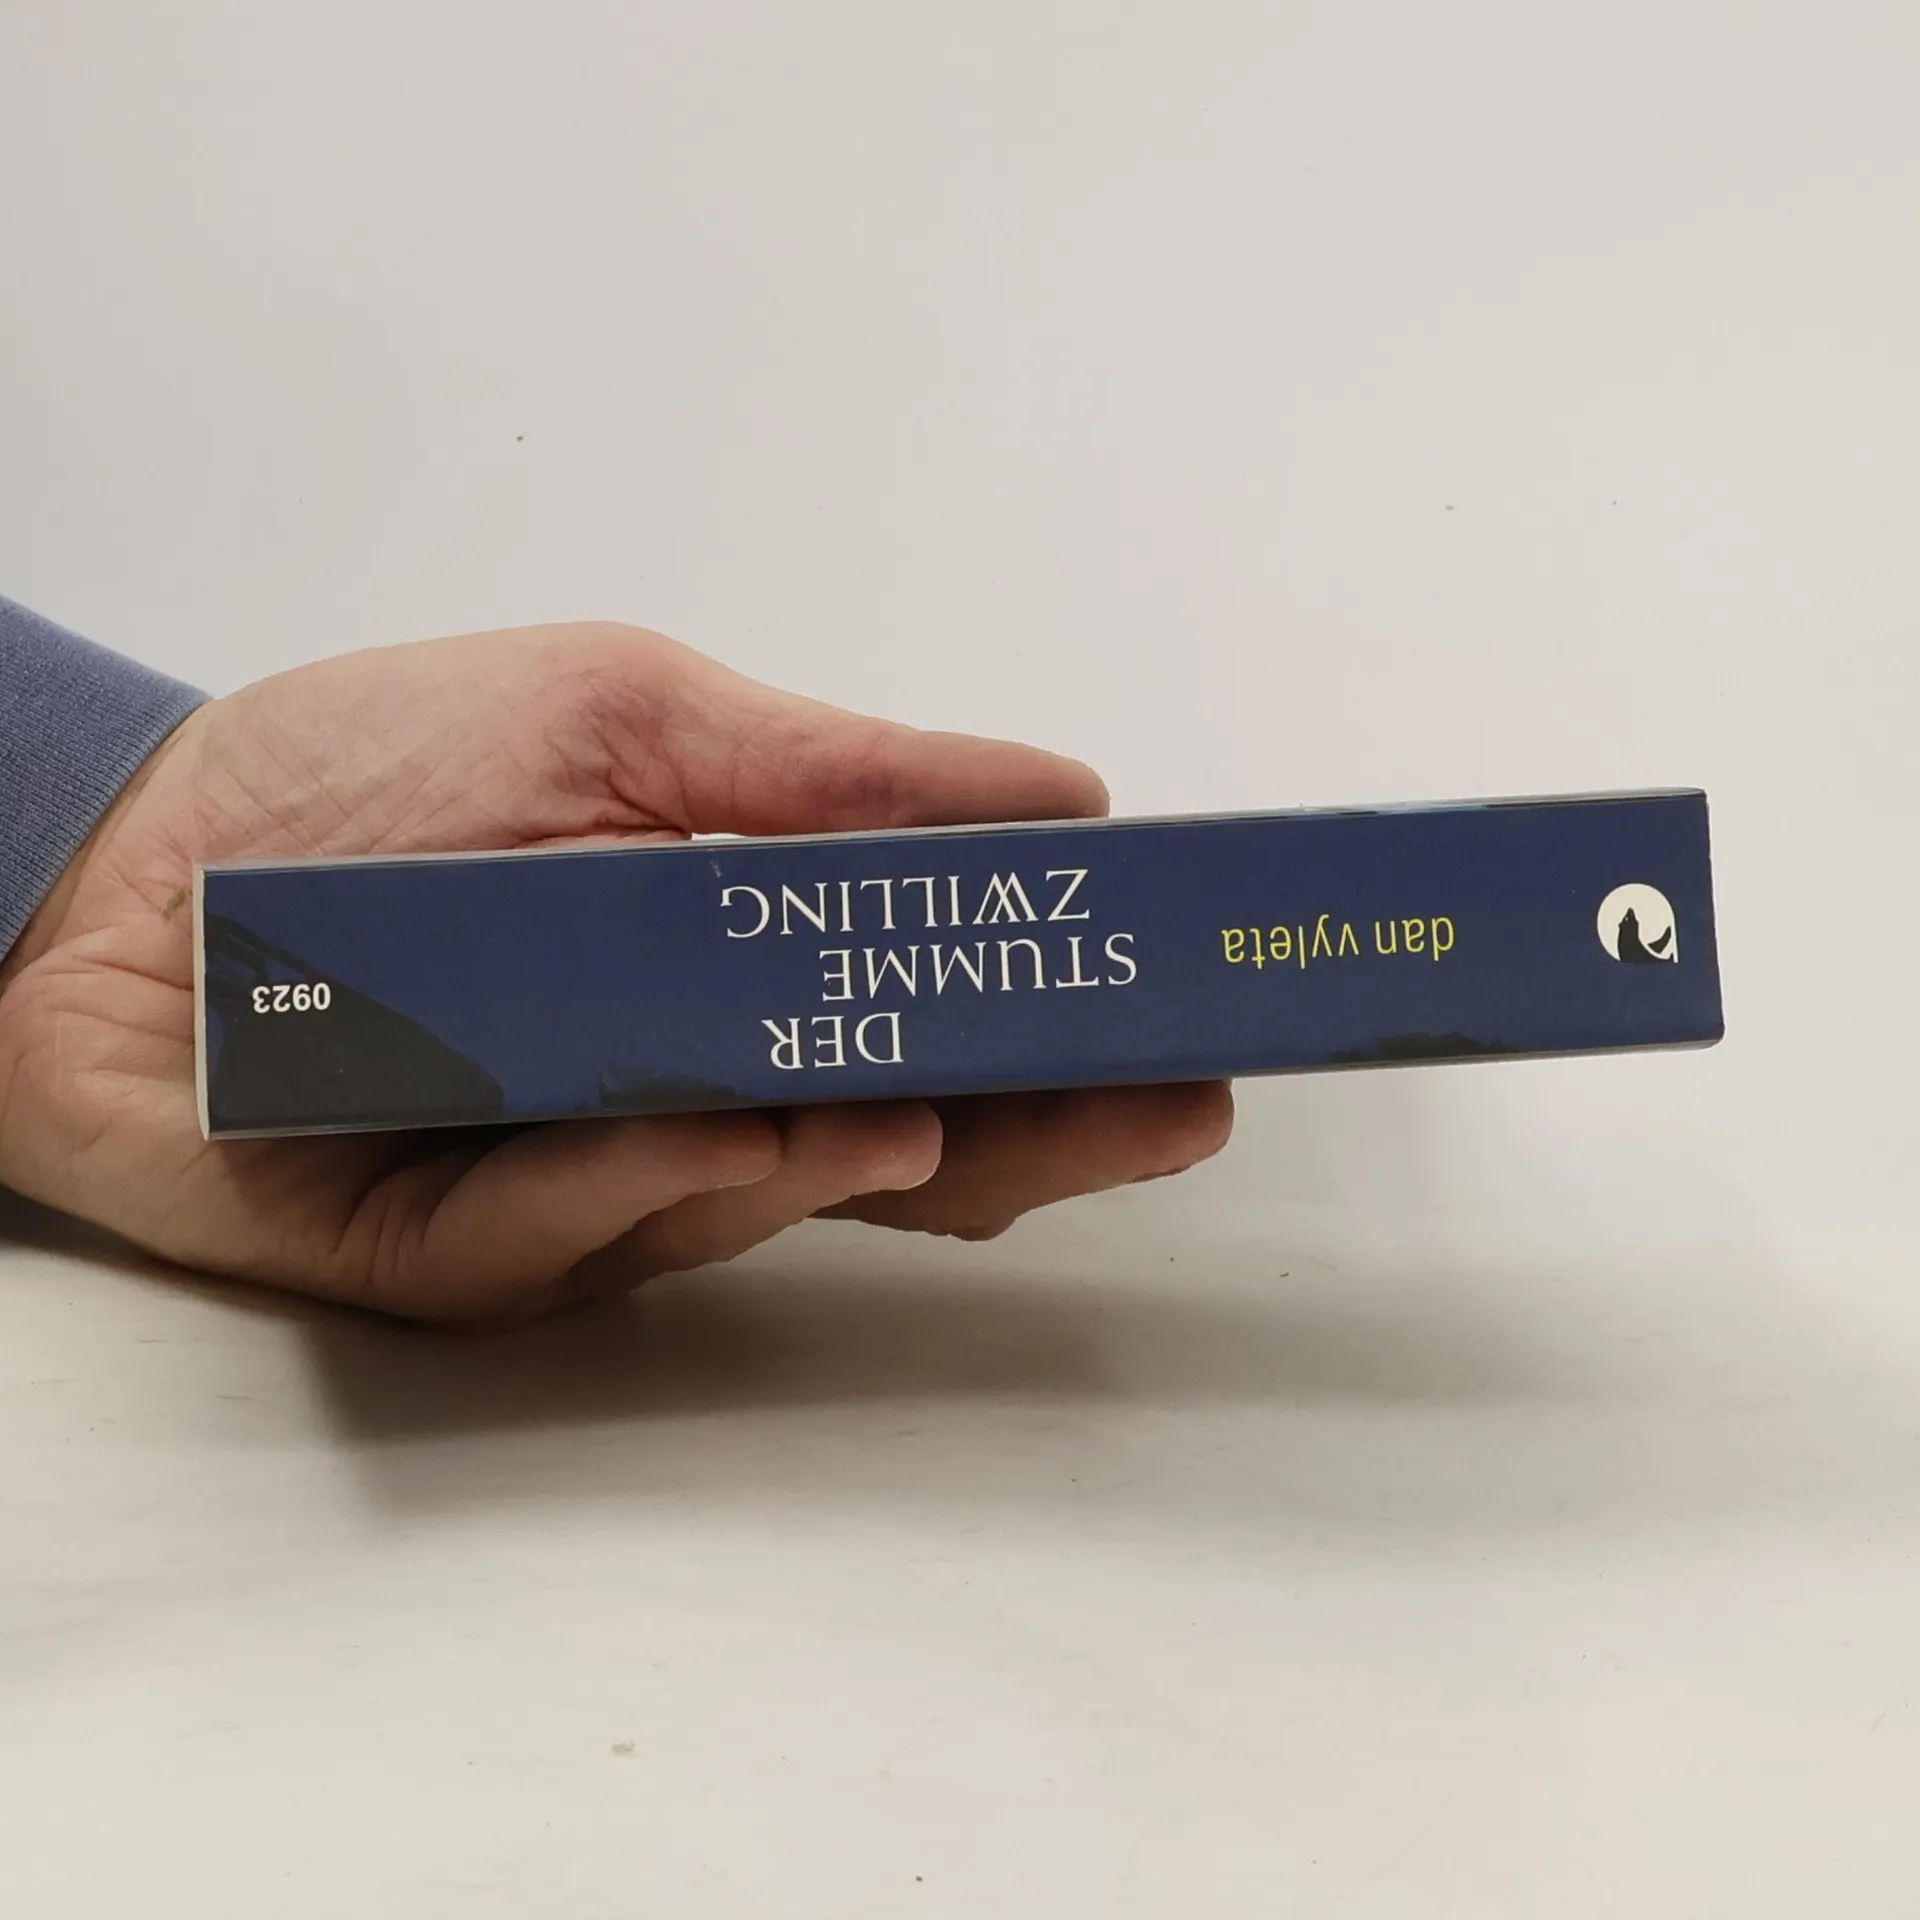 dan vyleta
DER
STUMME
ZWILLING
0923